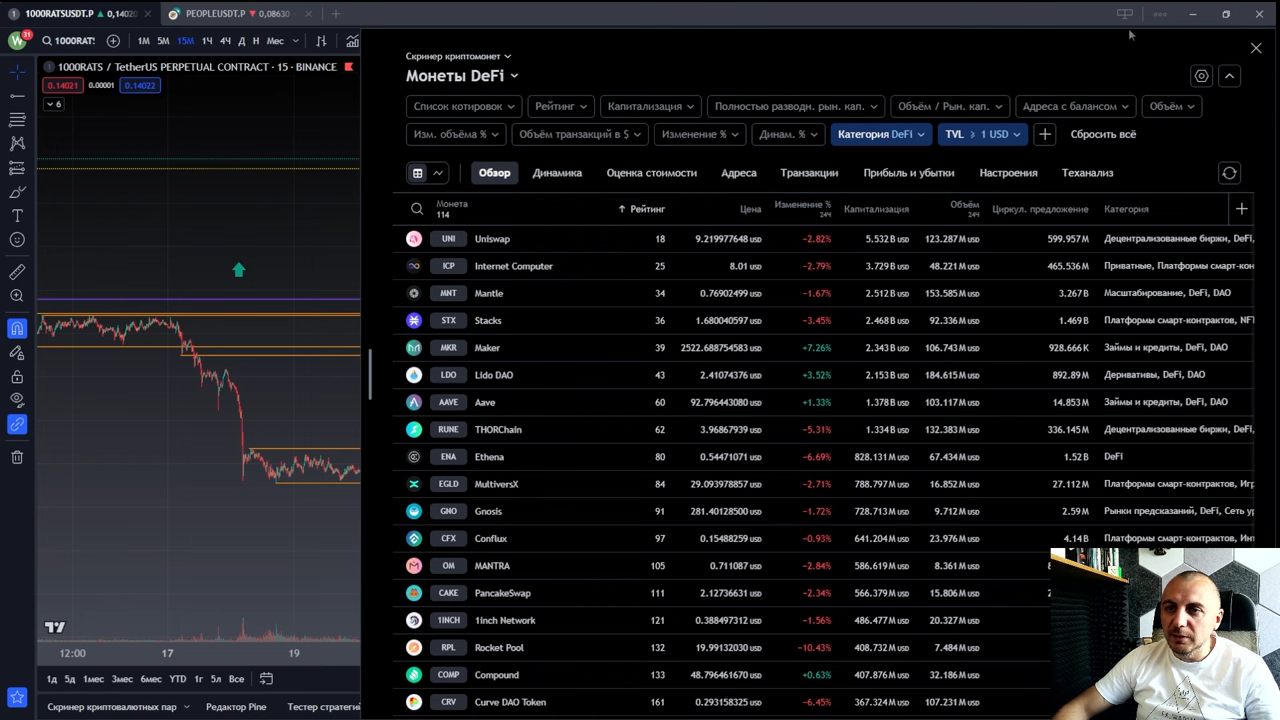 1 1000RATSUSDT.P ▲ 0,1402 PEOPLEUSDT.P ▼ 0,08630
W 31 1000RAT: 1М 5М 15М 1Ч 4Ч Д Н Мес
1000RATS / TetherUS PERPETUAL CONTRACT · 15 · BINANCE
0.14021 0.00001 0.14022
6
12:00 17 19
1д 5д 1мес 3мес 6мес YTD 1г 5л Все
Скринер криптовалютных пар Редактор Pine Тестер стратеги
Скринер криптомонет
Монеты DeFi
Список котировок Рейтинг Капитализация Полностью разводн. рын. кап. Объём / Рын. кап. Адреса с балансом Объём
Изм. объёма % Объём транзакций в $ Изменение % Динам. % Категория DeFi TVL ≥ 1 USD Сбросить всё
Обзор Динамика Оценка стоимости Адреса Транзакции Прибыль и убытки Настроения Теханализ
Монета 114 ↑ Рейтинг Цена Изменение % 24Ч Капитализация Объём 24Ч Циркул. предложение Категория
UNI Uniswap 18 9.219977648 USD −2.82% 5.532 B USD 123.287 M USD 599.957 M Децентрализованные биржи, DeFi,
ICP Internet Computer 25 8.01 USD −2.79% 3.729 B USD 48.221 M USD 465.536 M Приватные, Платформы смарт-кон
MNT Mantle 34 0.76902499 USD −1.67% 2.512 B USD 153.585 M USD 3.267 B Масштабирование, DeFi, DAO
STX Stacks 36 1.680040597 USD −3.45% 2.468 B USD 92.336 M USD 1.469 B Платформы смарт-контрактов, NF
MKR Maker 39 2522.688754583 USD +7.26% 2.343 B USD 106.743 M USD 928.666 K Займы и кредиты, DeFi, DAO
LDO Lido DAO 43 2.41074376 USD +3.52% 2.153 B USD 184.615 M USD 892.89 M Деривативы, DeFi, DAO
AAVE Aave 60 92.796443080 USD +1.33% 1.378 B USD 103.117 M USD 14.853 M Займы и кредиты, DeFi, DAO
RUNE THORChain 62 3.96867939 USD −5.31% 1.334 B USD 132.383 M USD 336.145 M Децентрализованные биржи, DeFi,
ENA Ethena 80 0.54471071 USD −6.69% 828.131 M USD 67.434 M USD 1.52 B DeFi
EGLD MultiversX 84 29.093978857 USD −2.71% 788.797 M USD 16.852 M USD 27.112 M Платформы смарт-контрактов, Иг
GNO Gnosis 91 281.40128500 USD −1.72% 728.713 M USD 9.712 M USD 2.59 M Рынки предсказаний, DeFi, Сеть у
CFX Conflux 97 0.15488259 USD −0.93% 641.204 M USD 23.976 M USD 4.14 B Платформы смарт-контрактов, Ин
OM MANTRA 105 0.711087 USD −2.84% 586.619 M USD 8.361 M USD
CAKE PancakeSwap 111 2.12736631 USD −2.34% 566.379 M USD 15.806 M USD 2
1INCH 1inch Network 121 0.388497312 USD −1.56% 486.477 M USD 20.327 M USD
RPL Rocket Pool 132 19.99132030 USD −10.43% 408.732 M USD 7.484 M USD
COMP Compound 133 48.796461670 USD +0.63% 407.876 M USD 32.186 M USD
CRV Curve DAO Token 161 0.293158325 USD −6.45% 367.324 M USD 107.231 M USD